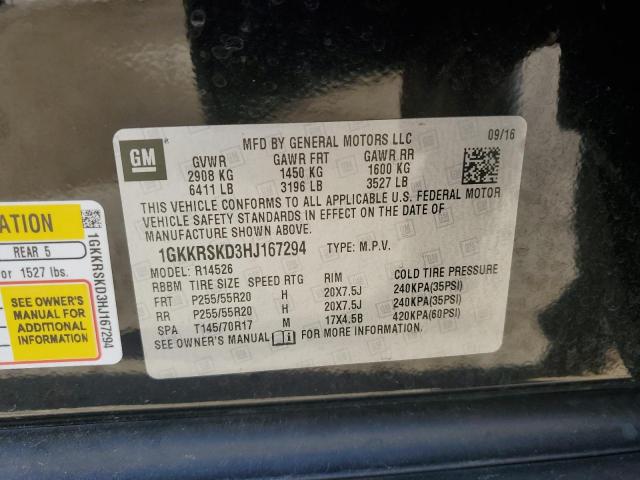 ATION
REAR 5
or 1527 lbs.
SEE OWNER'S
MANUAL FOR
ADDITIONAL
INFORMATION
1GKKRSKD3HJ167294
GM
MFD BY GENERAL MOTORS LLC
09/16
GVWR GAWR FRT GAWR RR
2908 KG 1450 KG 1600 KG
6411 LB 3196 LB 3527 LB
THIS VEHICLE CONFORMS TO ALL APPLICABLE U.S. FEDERAL MOTOR
VEHICLE SAFETY STANDARDS IN EFFECT ON THE DATE OF
MANUFACTURE SHOWN ABOVE.
1GKKRSKD3HJ167294 TYPE: M.P.V.
MODEL: R14526
RBBM TIRE SIZE SPEED RTG RIM COLD TIRE PRESSURE
FRT P255/55R20 H 20X7.5J 240KPA(35PSI)
RR P255/55R20 H 20X7.5J 240KPA(35PSI)
SPA T145/70R17 M 17X4.5B 420KPA(60PSI)
SEE OWNER'S MANUAL FOR MORE INFORMATION.